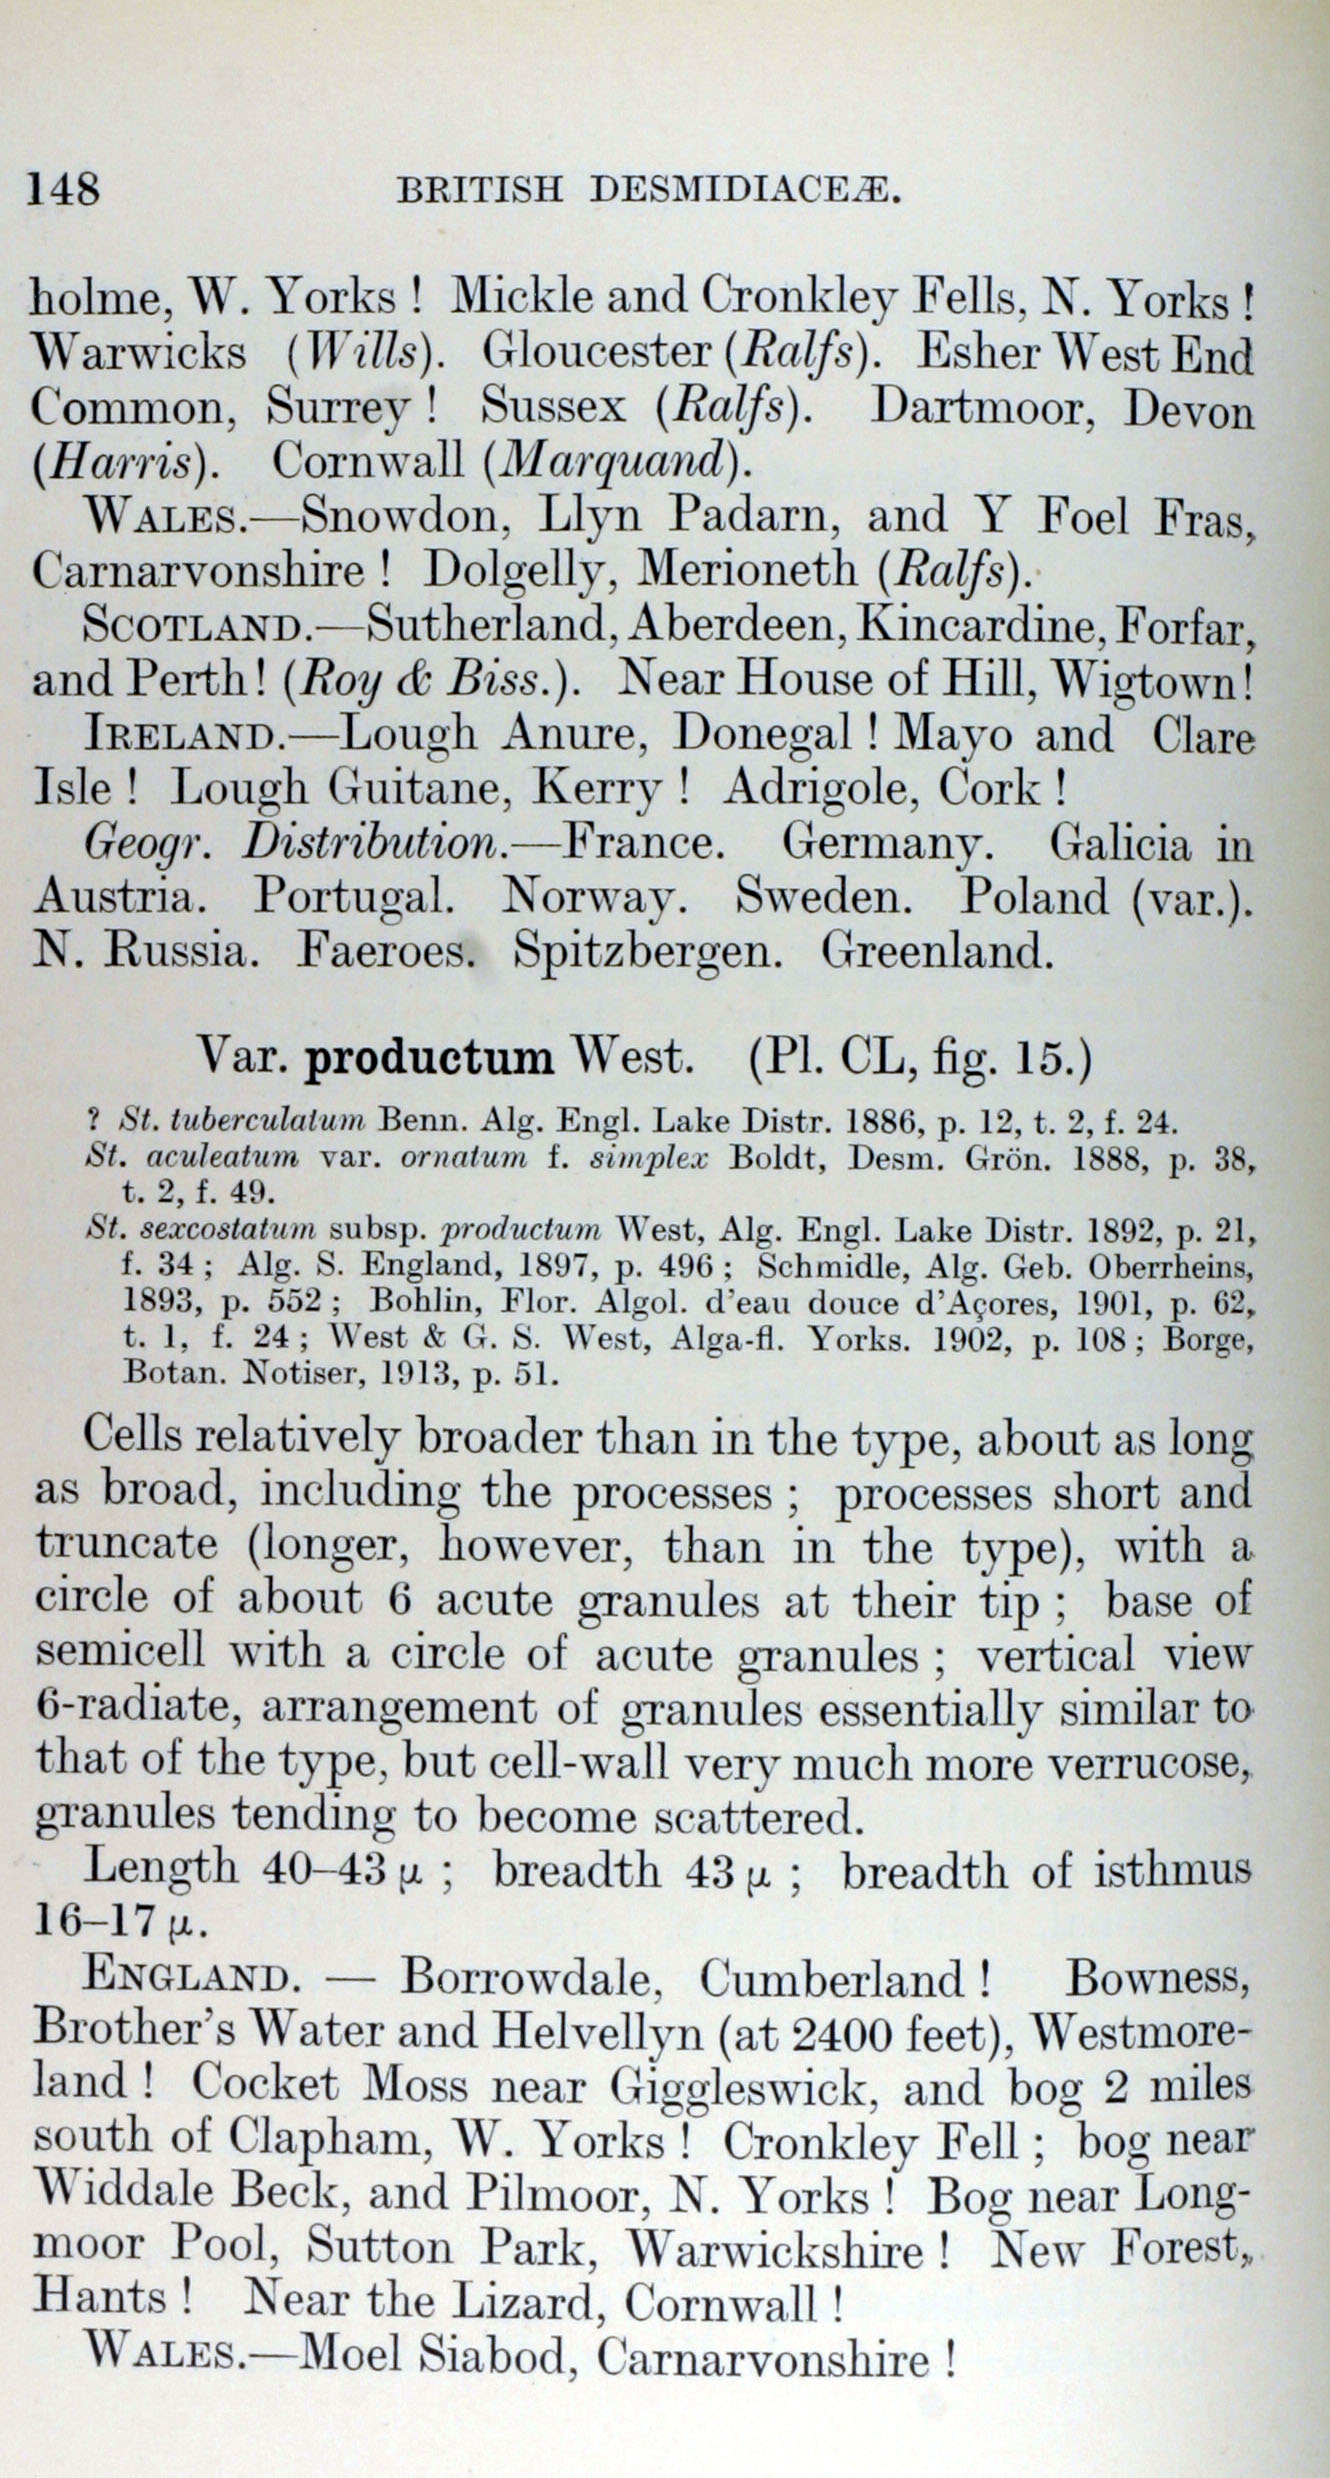 148 BRITISH DESMIDIACEÆ.
holme, W. Yorks ! Mickle and Cronkley Fells, N. Yorks !
Warwicks (Wills). Gloucester (Ralfs). Esher West End
Common, Surrey ! Sussex (Ralfs). Dartmoor, Devon
(Harris). Cornwall (Marquand).
WALES.—Snowdon, Llyn Padarn, and Y Foel Fras,
Carnarvonshire ! Dolgelly, Merioneth (Ralfs).
SCOTLAND.—Sutherland, Aberdeen, Kincardine, Forfar,
and Perth! (Roy & Biss.). Near House of Hill, Wigtown!
IRELAND.—Lough Anure, Donegal ! Mayo and Clare
Isle ! Lough Guitane, Kerry ! Adrigole, Cork !
Geogr. Distribution.—France. Germany. Galicia in
Austria. Portugal. Norway. Sweden. Poland (var.).
N. Russia. Faeroes. Spitzbergen. Greenland.
Var. productum West. (Pl. CL, fig. 15.)
? St. tuberculatum Benn. Alg. Engl. Lake Distr. 1886, p. 12, t. 2, f. 24.
St. aculeatum var. ornatum f. simplex Boldt, Desm. Grön. 1888, p. 38,
t. 2, f. 49.
St. sexcostatum subsp. productum West, Alg. Engl. Lake Distr. 1892, p. 21,
f. 34 ; Alg. S. England, 1897, p. 496 ; Schmidle, Alg. Geb. Oberrheins,
1893, p. 552 ; Bohlin, Flor. Algol. d'eau douce d'Açores, 1901, p. 62,
t. 1, f. 24 ; West & G. S. West, Alga-fl. Yorks. 1902, p. 108 ; Borge,
Botan. Notiser, 1913, p. 51.
Cells relatively broader than in the type, about as long
as broad, including the processes ; processes short and
truncate (longer, however, than in the type), with a
circle of about 6 acute granules at their tip ; base of
semicell with a circle of acute granules ; vertical view
6-radiate, arrangement of granules essentially similar to
that of the type, but cell-wall very much more verrucose,
granules tending to become scattered.
Length 40–43 μ ; breadth 43 μ ; breadth of isthmus
16–17 μ.
ENGLAND. — Borrowdale, Cumberland ! Bowness,
Brother's Water and Helvellyn (at 2400 feet), Westmore-
land ! Cocket Moss near Giggleswick, and bog 2 miles
south of Clapham, W. Yorks ! Cronkley Fell ; bog near
Widdale Beck, and Pilmoor, N. Yorks ! Bog near Long-
moor Pool, Sutton Park, Warwickshire ! New Forest,
Hants ! Near the Lizard, Cornwall !
WALES.—Moel Siabod, Carnarvonshire !